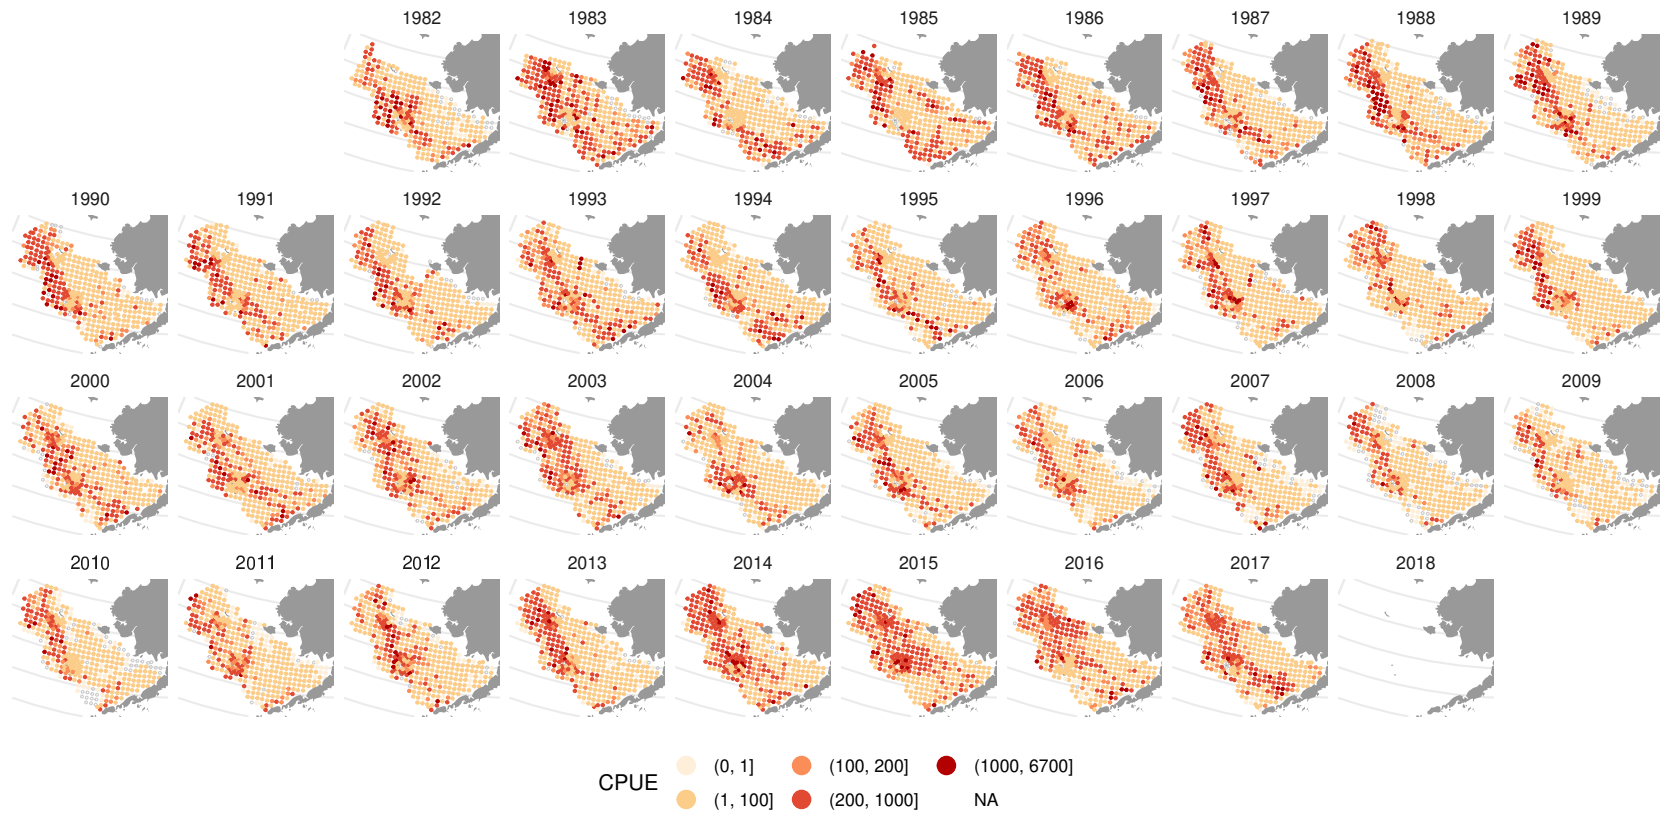 1982 1983 1984 1985 1986 1987 1988 1989
1990 1991 1992 1993 1994 1995 1996 1997 1998 1999
2000 2001 2002 2003 2004 2005 2006 2007 2008 2009
2010 2011 2012 2013 2014 2015 2016 2017 2018
CPUE
(0, 1] (100, 200] (1000, 6700]
(1, 100] (200, 1000] NA